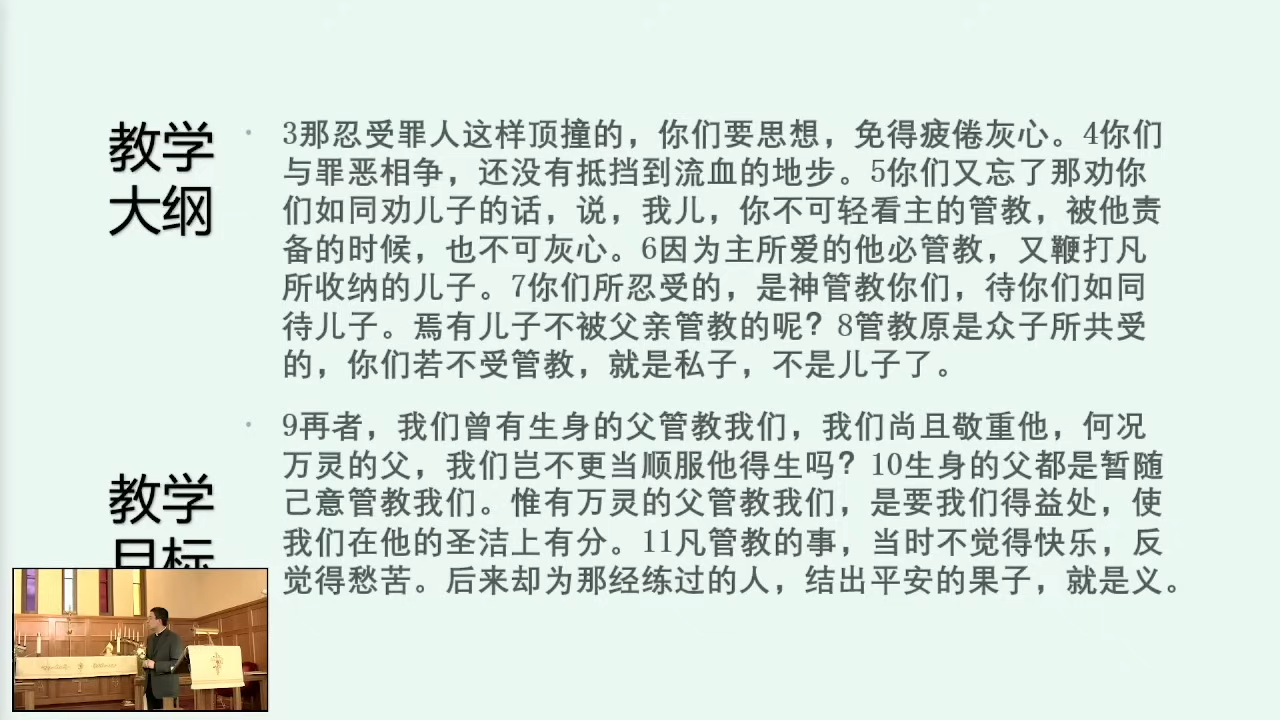 教学
大纲
3那忍受罪人这样顶撞的，你们要思想，免得疲倦灰心。4你们
与罪恶相争，还没有抵挡到流血的地步。5你们又忘了那劝你
们如同劝儿子的话，说，我儿，你不可轻看主的管教，被他责
备的时候，也不可灰心。6因为主所爱的他必管教，又鞭打凡
所收纳的儿子。7你们所忍受的，是神管教你们，待你们如同
待儿子。焉有儿子不被父亲管教的呢？8管教原是众子所共受
的，你们若不受管教，就是私子，不是儿子了。
教学
目标
9再者，我们曾有生身的父管教我们，我们尚且敬重他，何况
万灵的父，我们岂不更当顺服他得生吗？10生身的父都是暂随
己意管教我们。惟有万灵的父管教我们，是要我们得益处，使
我们在他的圣洁上有分。11凡管教的事，当时不觉得快乐，反
觉得愁苦。后来却为那经练过的人，结出平安的果子，就是义。